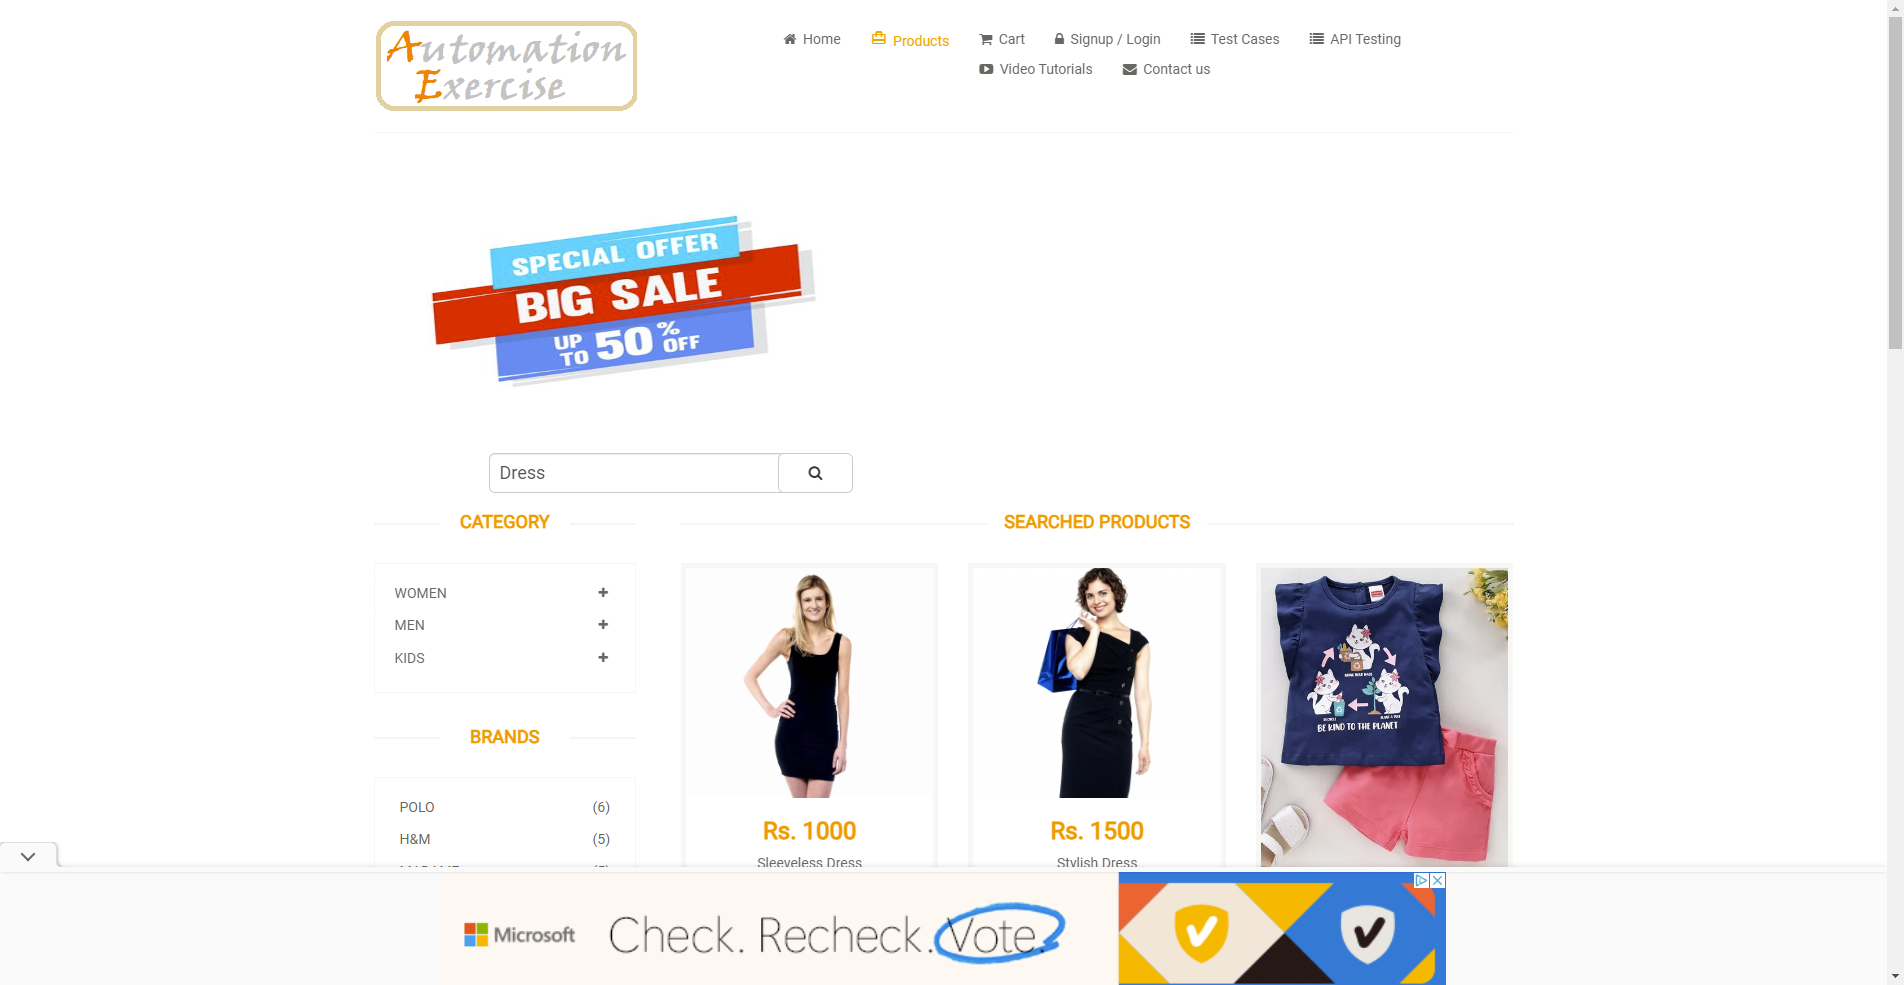 Automation
Exercise
Home
Products
Cart
Signup / Login
Test Cases
API Testing
Video Tutorials
Contact us
SPECIAL OFFER
BIG SALE
UP TO 50% OFF
Dress
CATEGORY
WOMEN
MEN
KIDS
BRANDS
POLO (6)
H&M (5)
SEARCHED PRODUCTS
Rs. 1000
Sleeveless Dress
Rs. 1500
Stylish Dress
BE KIND TO THE PLANET
Microsoft
Check. Recheck. Vote.